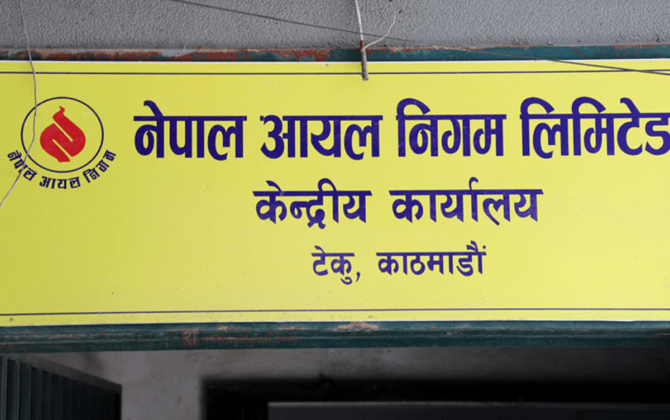 नेपाल आयल निगम लिमिटेड
नेपाल आयल निगम
केन्द्रीय कार्यालय
टेकु, काठमाडौं